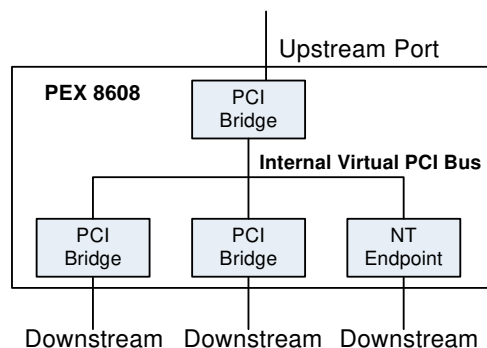 Upstream Port
PEX 8608
PCI
Bridge
Internal Virtual PCI Bus
PCI
Bridge
PCI
Bridge
NT
Endpoint
Downstream
Downstream
Downstream